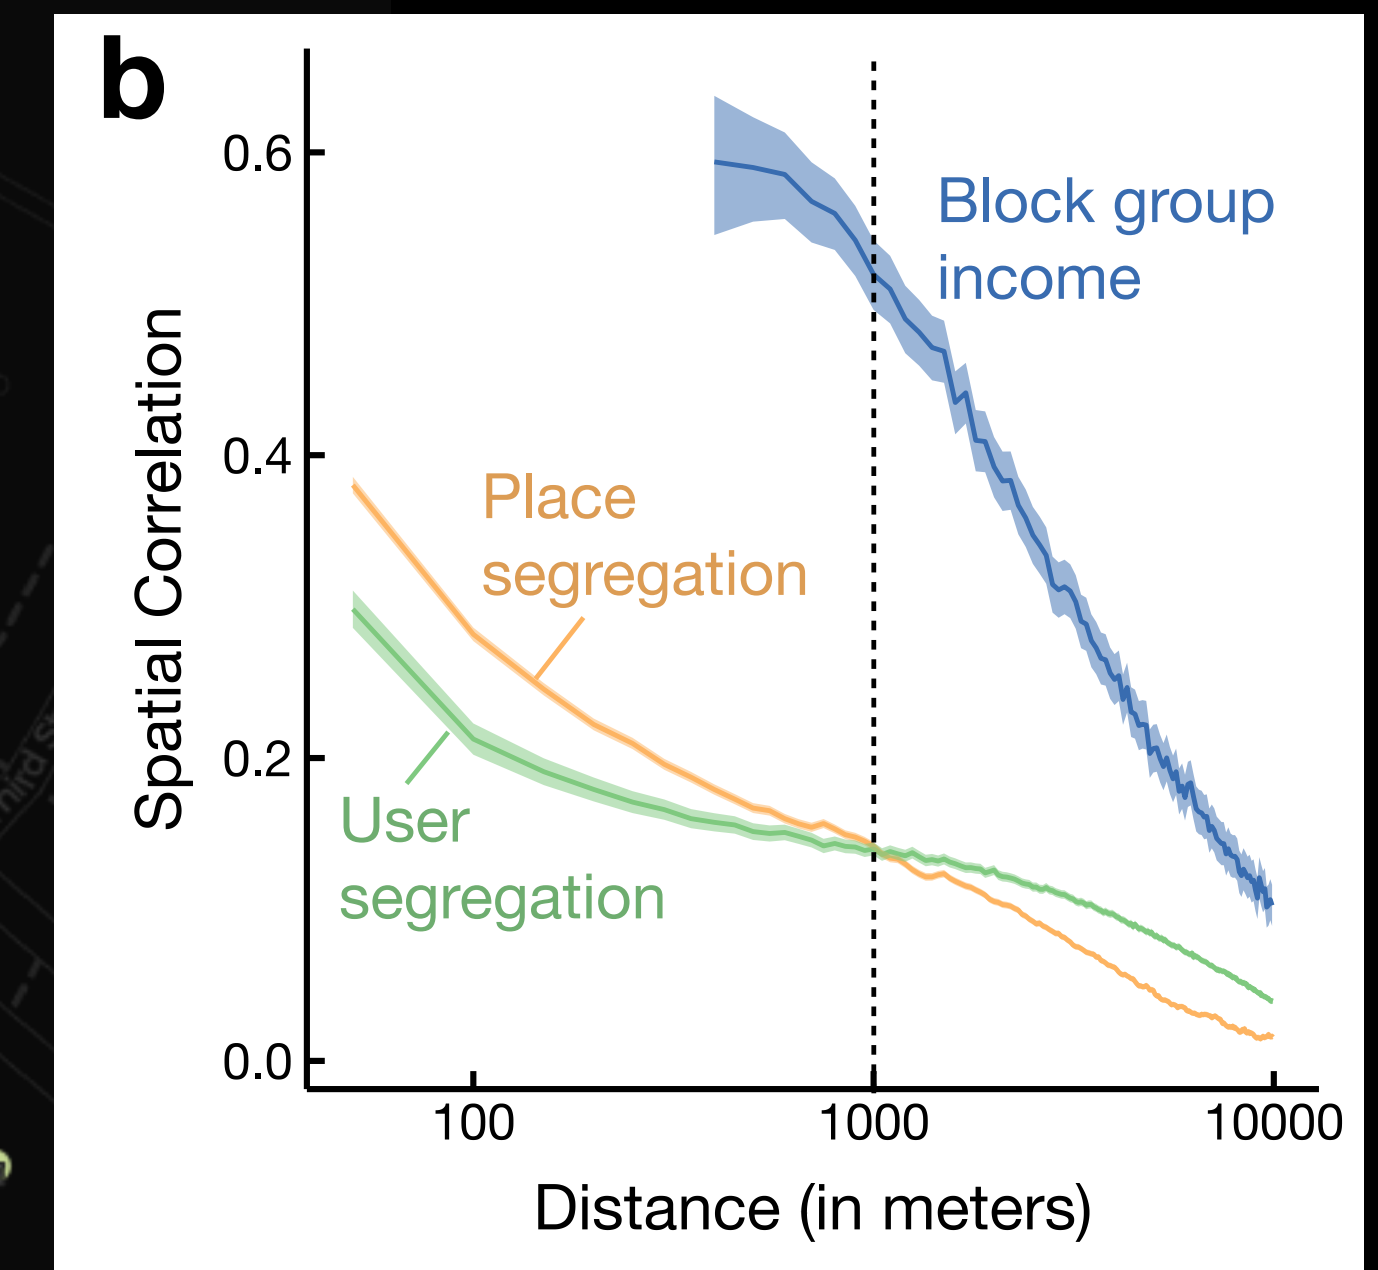 b
0.6
0.4
0.2
0.0
Spatial Correlation
Block group
income
Place
segregation
User
segregation
100
1000
10000
Distance (in meters)